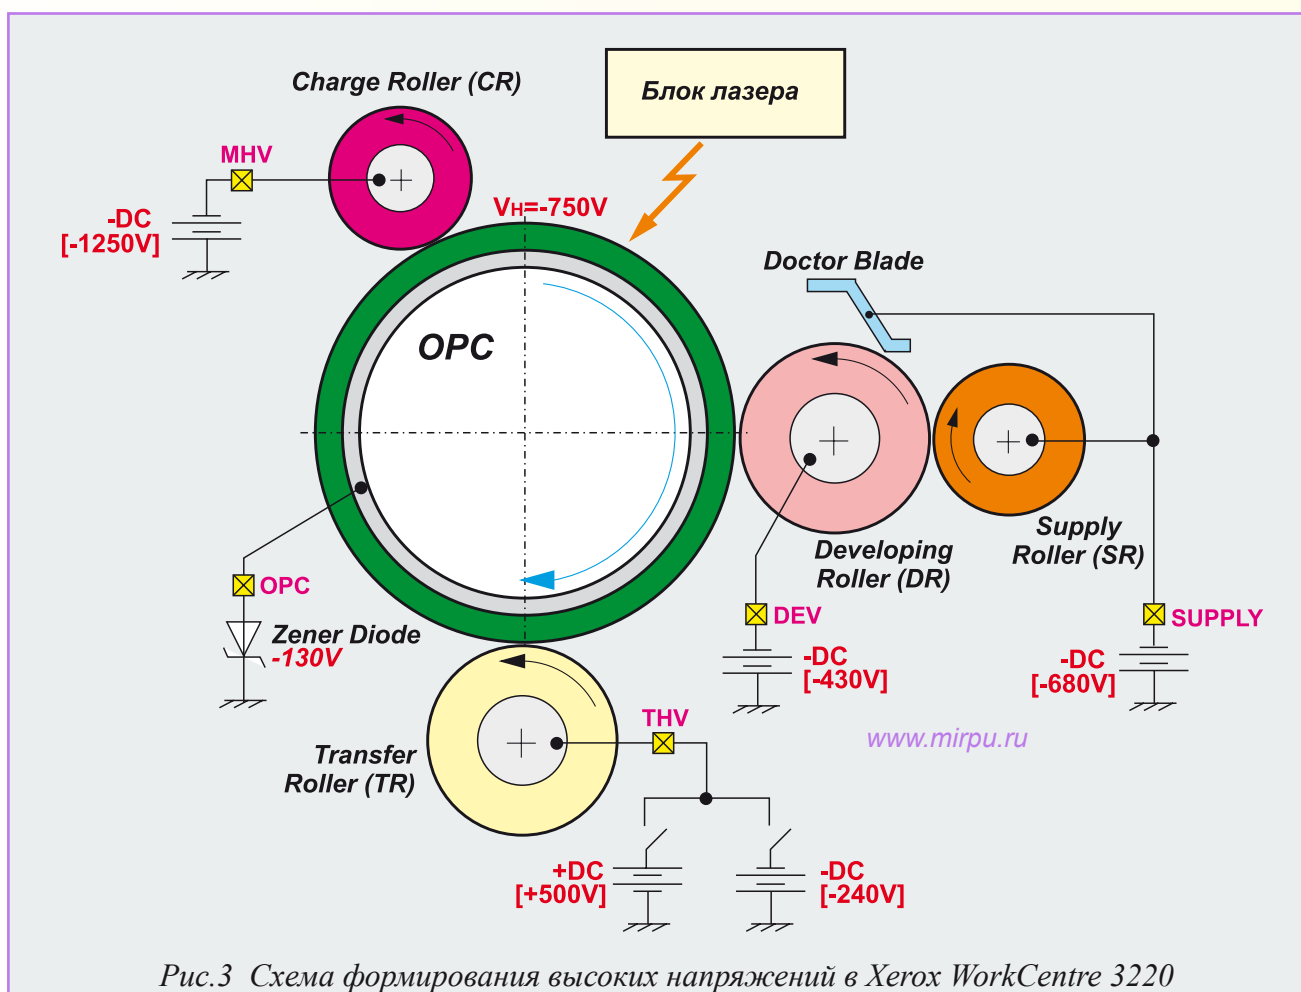 Charge Roller (CR)
Блок лазера
MHV
VH=-750V
-DC
[-1250V]
Doctor Blade
OPC
OPC
Zener Diode
-130V
Developing
Roller (DR)
Supply
Roller (SR)
DEV
-DC
[-430V]
SUPPLY
-DC
[-680V]
THV
Transfer
Roller (TR)
www.mirpu.ru
+DC
[+500V]
-DC
[-240V]
Рис.3 Схема формирования высоких напряжений в Xerox WorkCentre 3220